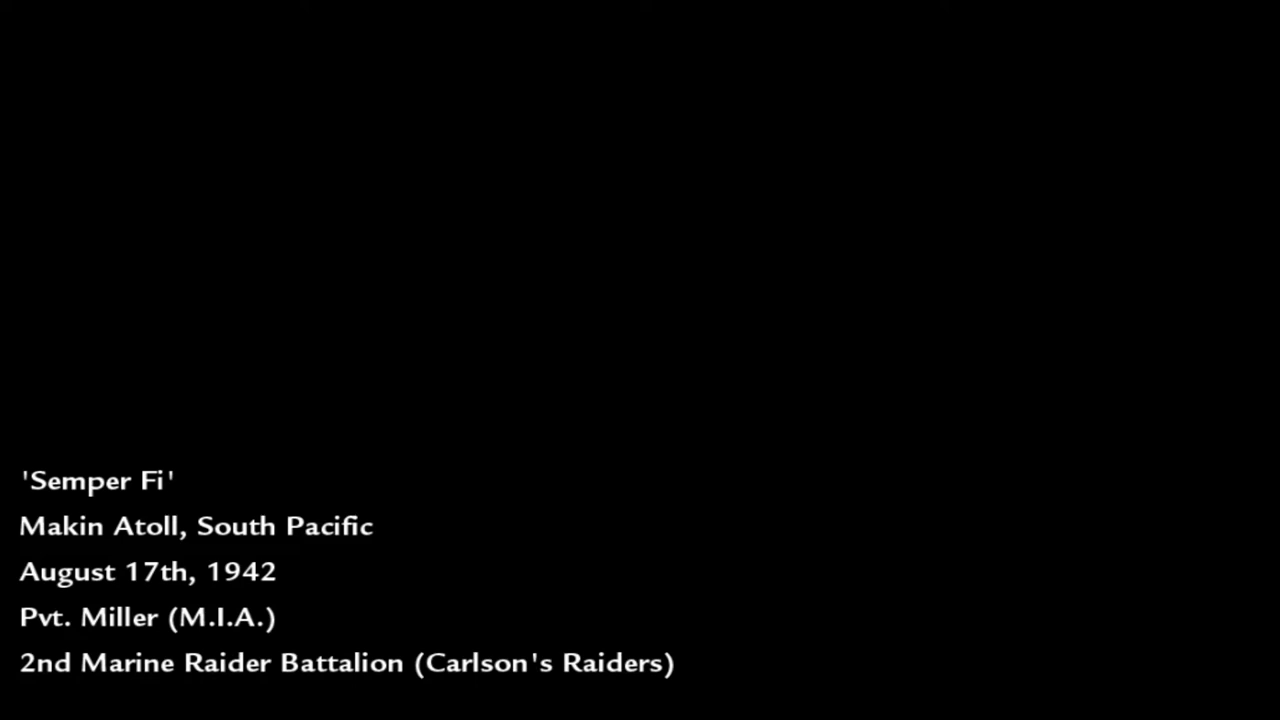 'Semper Fi'
Makin Atoll, South Pacific
August 17th, 1942
Pvt. Miller (M.I.A.)
2nd Marine Raider Battalion (Carlson's Raiders)